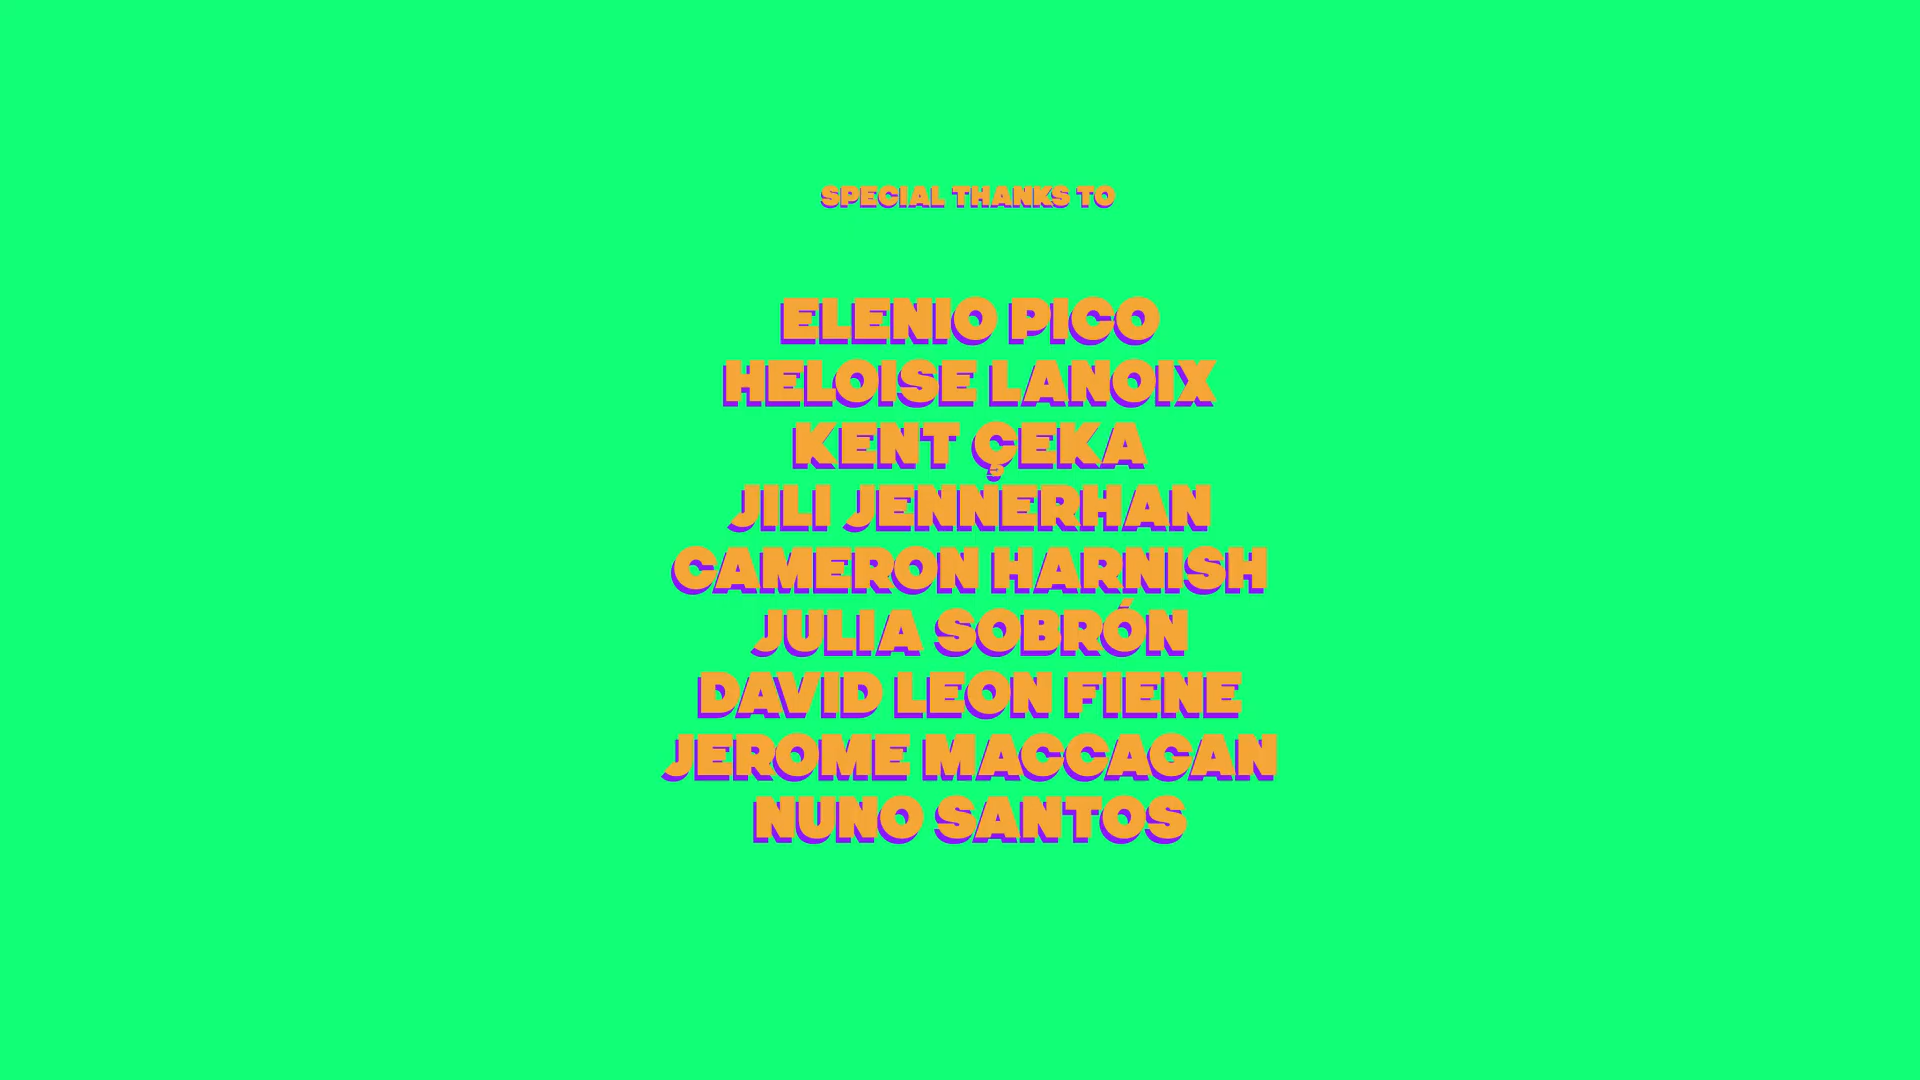 SPECIAL THANKS TO
ELENIO PICO
HELOISE LANOIX
KENT ÇEKA
JILI JENNERHAN
CAMERON HARNISH
JULIA SOBRÓN
DAVID LEON FIENE
JEROME MACCAGAN
NUNO SANTOS